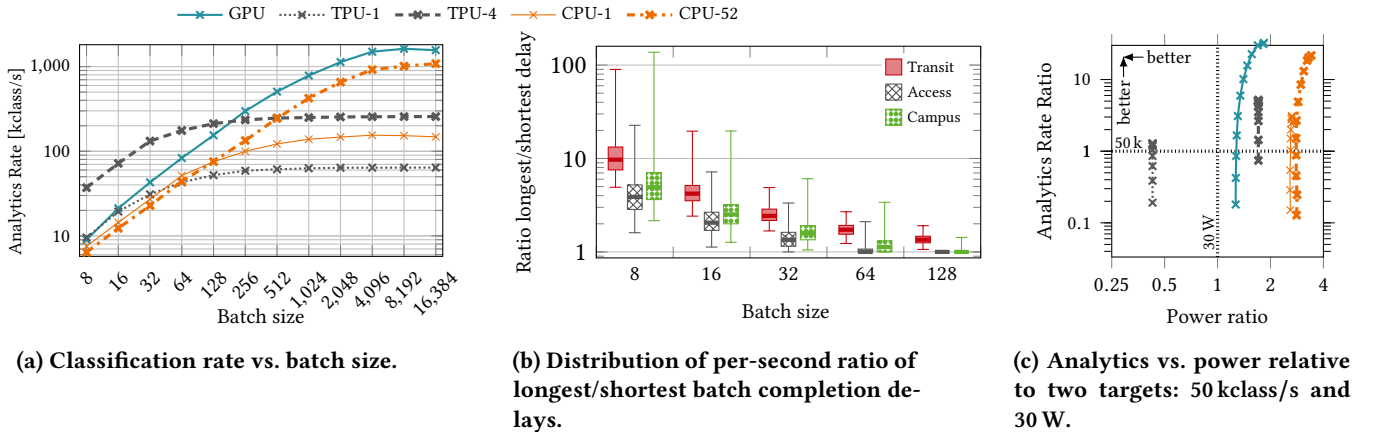 GPU TPU-1 TPU-4 CPU-1 CPU-52
Analytics Rate [kclass/s]
1,000
100
10
8 16 32 64 128 256 512 1,024 2,048 4,096 8,192 16,384
Batch size
(a) Classification rate vs. batch size.
Ratio longest/shortest delay
100
10
1
Transit
Access
Campus
8 16 32 64 128
Batch size
(b) Distribution of per-second ratio of
longest/shortest batch completion de-
lays.
Analytics Rate Ratio
10
1
0.1
better
better
50 k
30 W
0.25 0.5 1 2 4
Power ratio
(c) Analytics vs. power relative
to two targets: 50 kclass/s and
30 W.